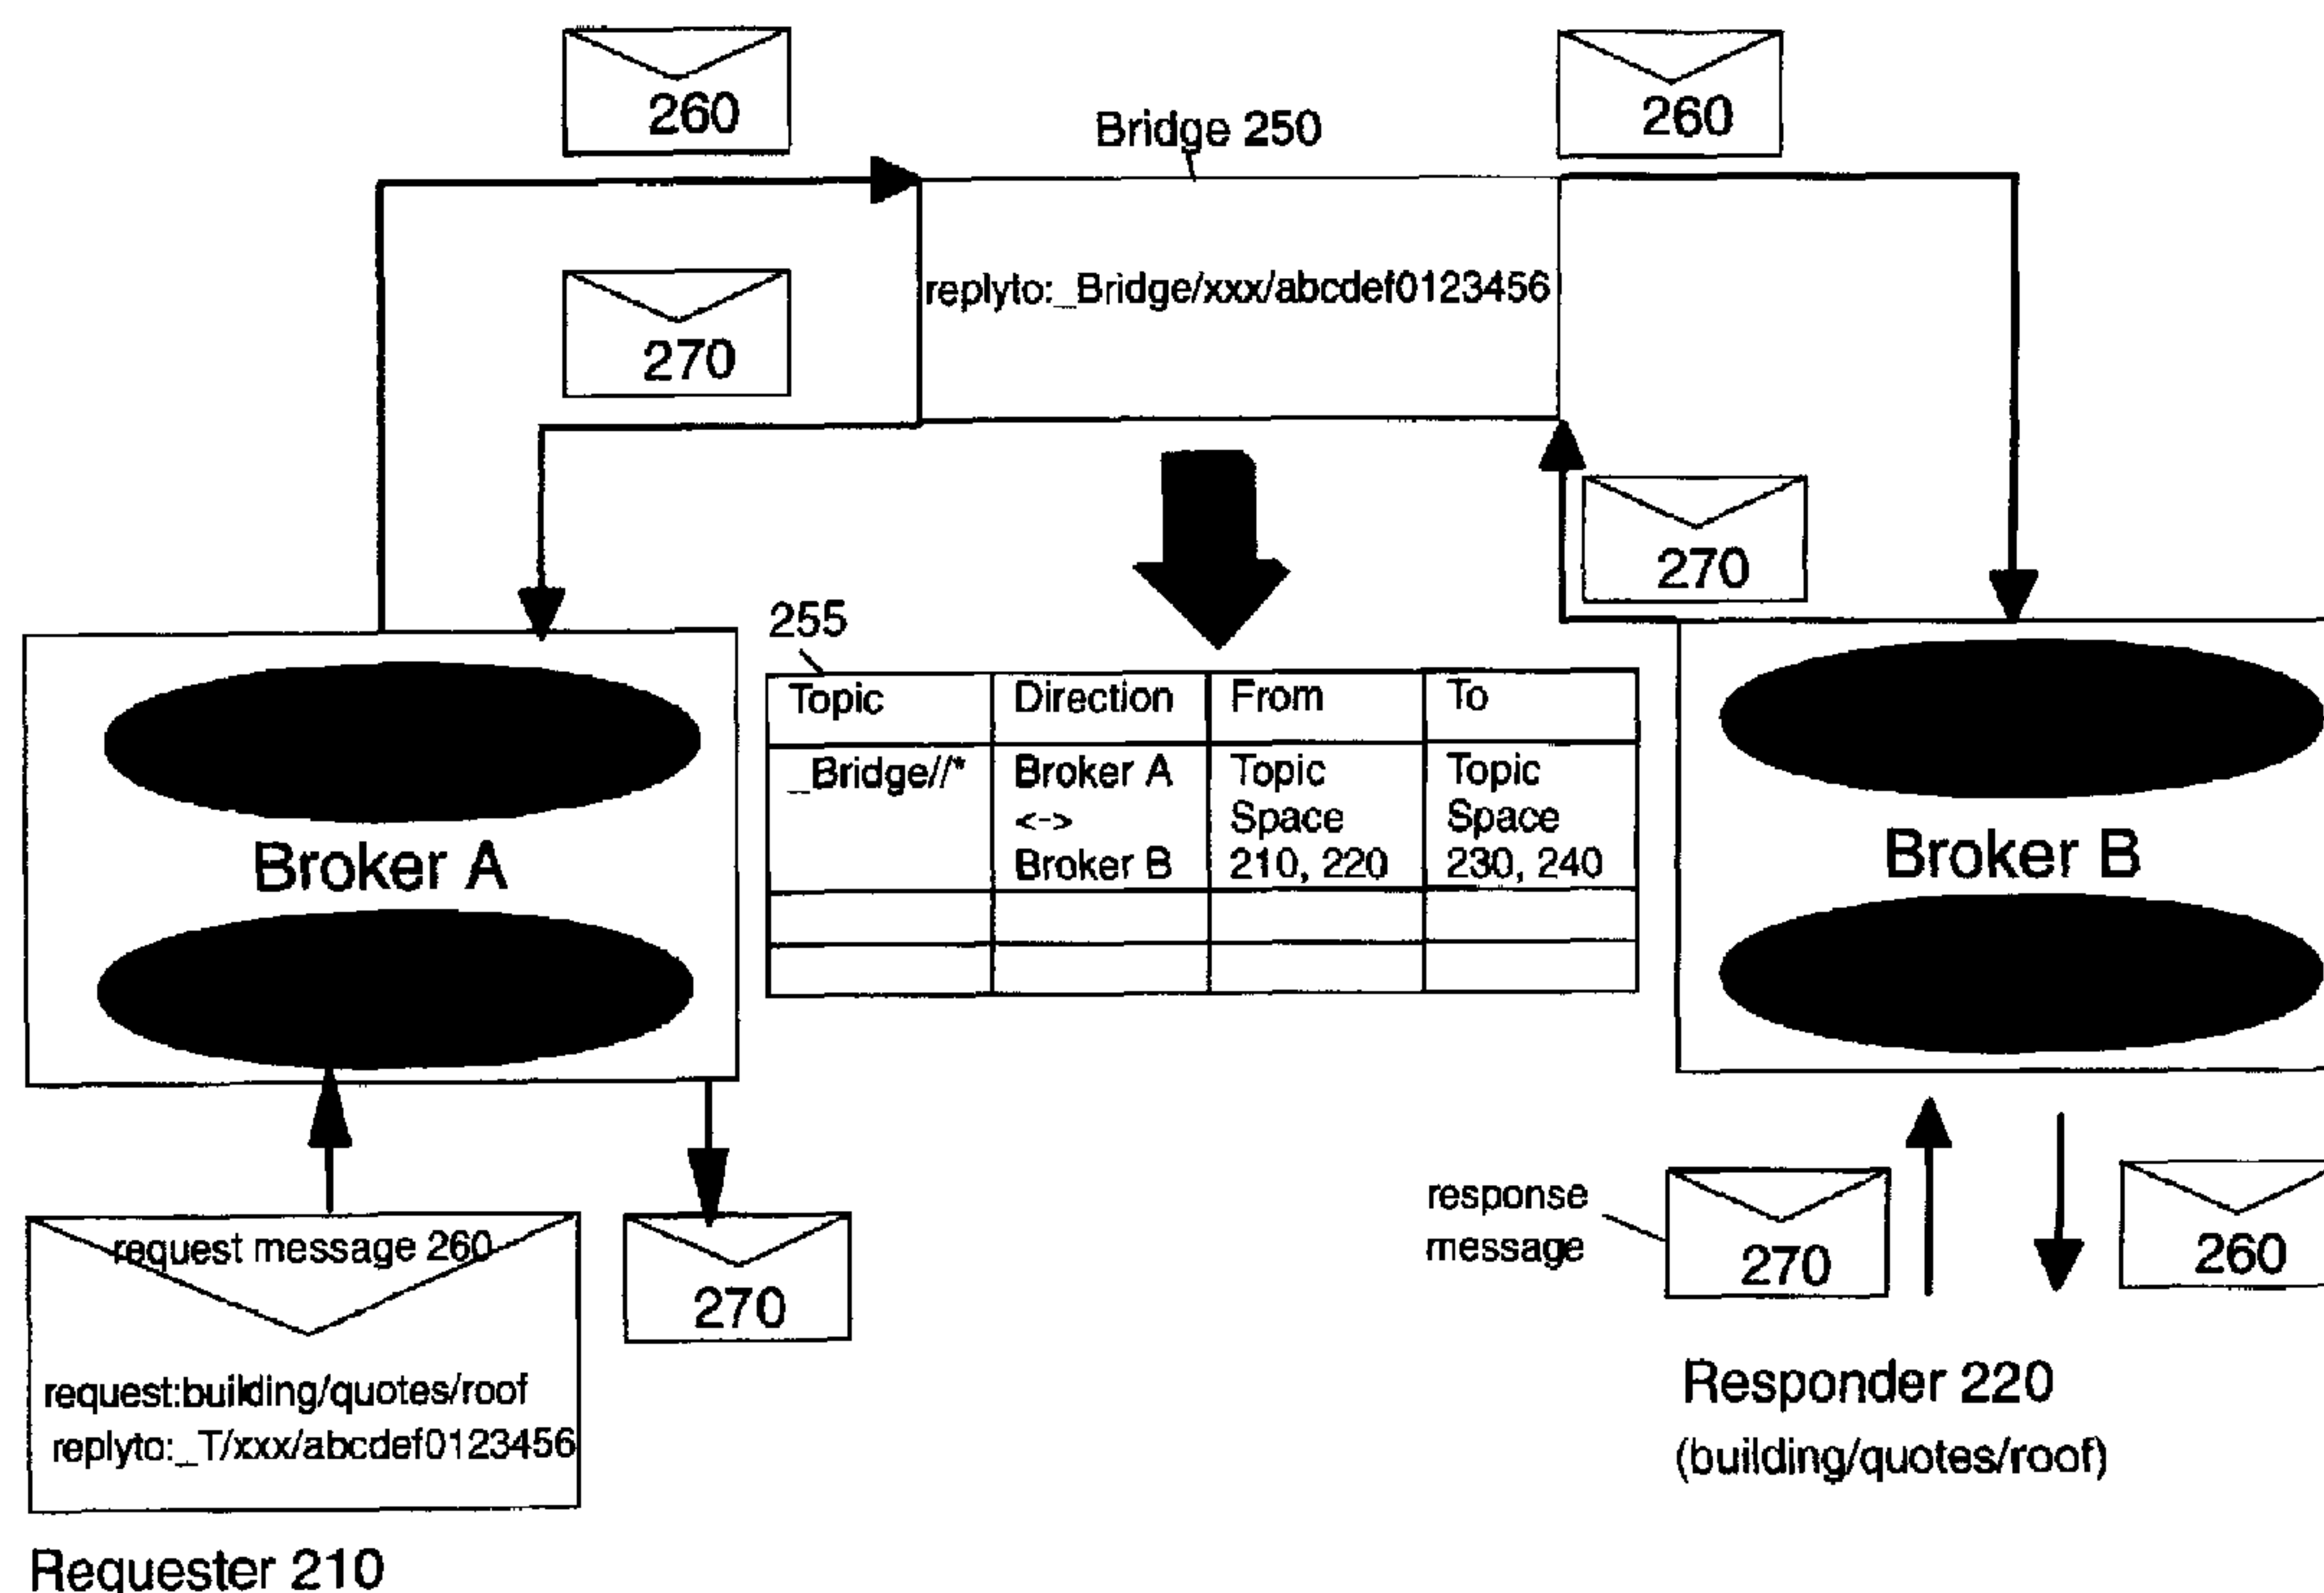 260
260
Bridge 250
replyto:_Bridge/xxx/abcdef0123456
270
270
255
Topic
Direction
From
To
_Bridge//*
Broker A
<->
Broker B
Topic
Space
210, 220
Topic
Space
230, 240
Broker A
Broker B
request message 260
request:building/quotes/roof
replyto:_T/xxx/abcdef0123456
270
response
message
270
260
Responder 220
(building/quotes/roof)
Requester 210